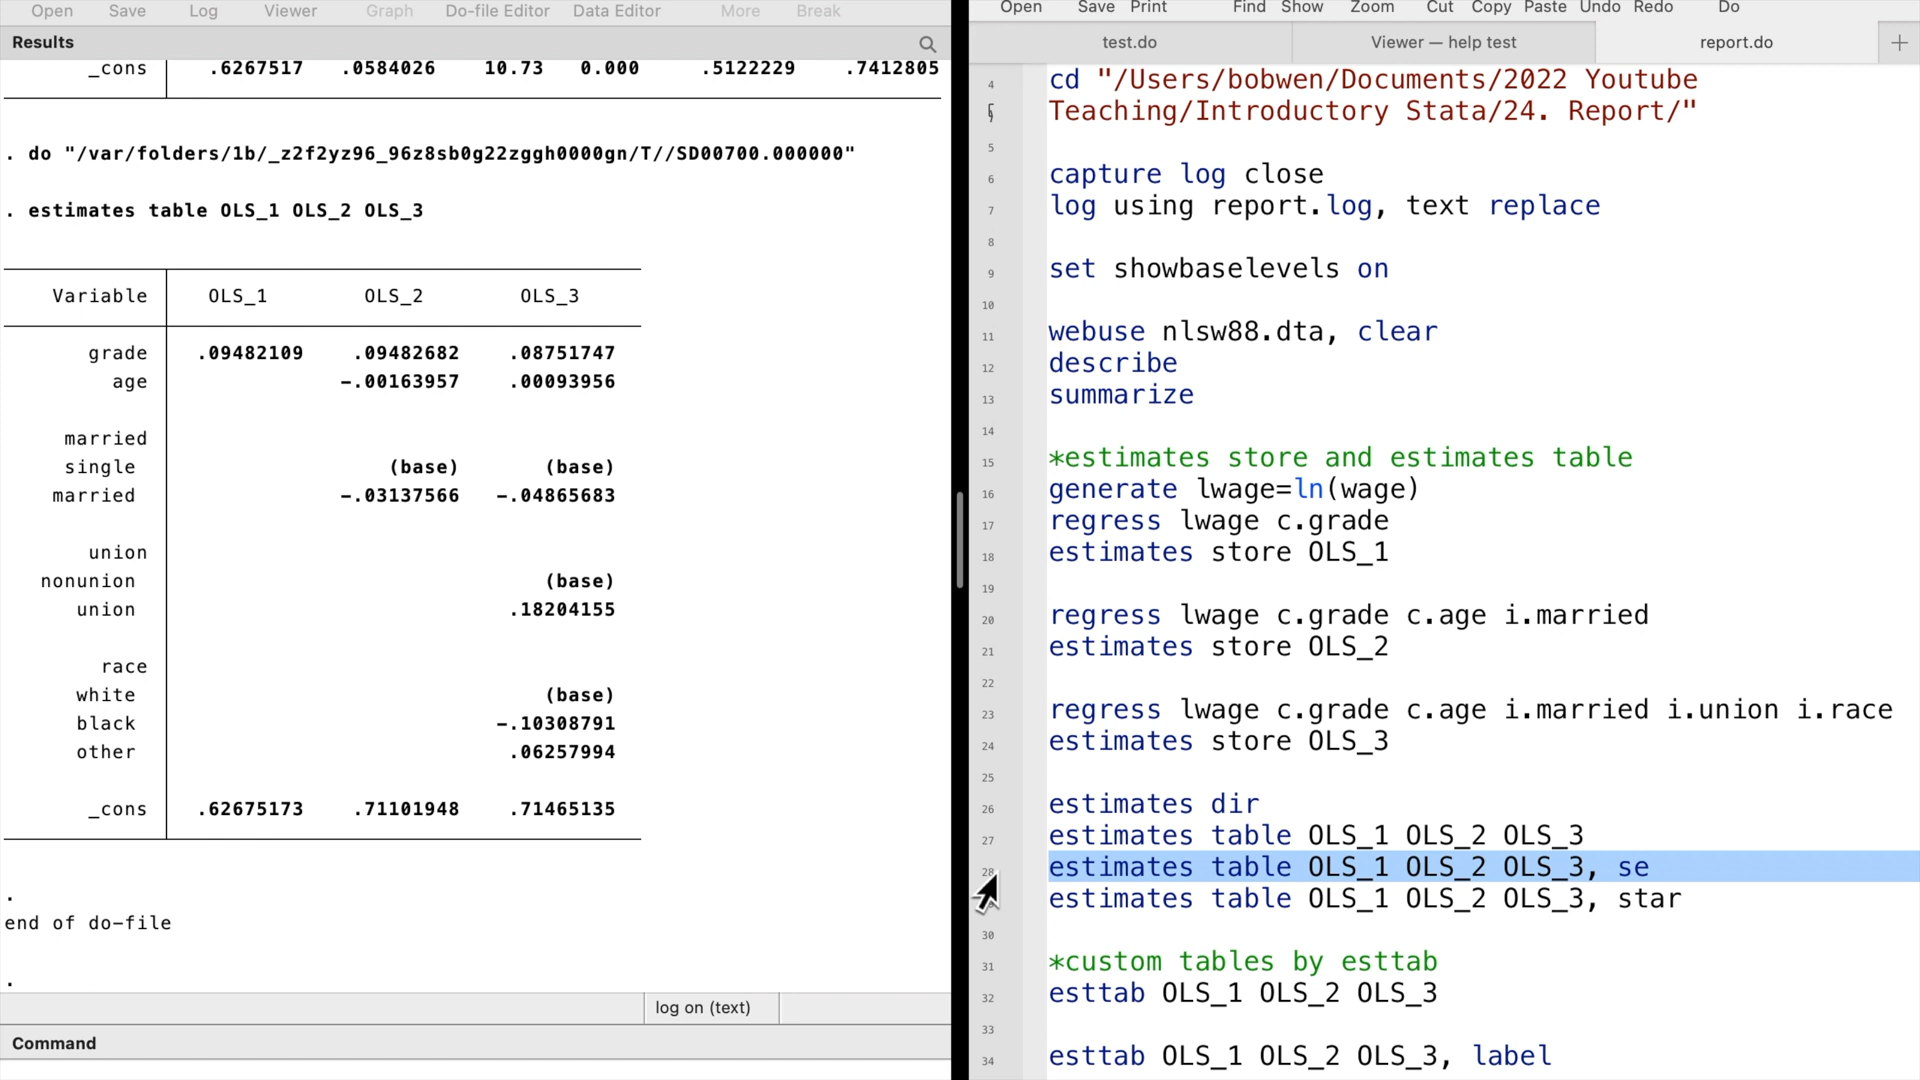 Open Save Log Viewer Graph Do-file Editor Data Editor More Break
Results
_cons .6267517 .0584026 10.73 0.000 .5122229 .7412805
. do "/var/folders/1b/_z2f2yz96_96z8sb0g22zggh0000gn/T//SD00700.000000"
. estimates table OLS_1 OLS_2 OLS_3
Variable OLS_1 OLS_2 OLS_3
grade .09482109 .09482682 .08751747
age -.00163957 .00093956
married
single (base) (base)
married -.03137566 -.04865683
union
nonunion (base)
union .18204155
race
white (base)
black -.10308791
other .06257994
_cons .62675173 .71101948 .71465135
.
end of do-file
.
log on (text)
Command
Open Save Print Find Show Zoom Cut Copy Paste Undo Redo Do
test.do Viewer — help test report.do +
4 cd "/Users/bobwen/Documents/2022 Youtube
Teaching/Introductory Stata/24. Report/"
5
6 capture log close
7 log using report.log, text replace
8
9 set showbaselevels on
10
11 webuse nlsw88.dta, clear
12 describe
13 summarize
14
15 *estimates store and estimates table
16 generate lwage=ln(wage)
17 regress lwage c.grade
18 estimates store OLS_1
19
20 regress lwage c.grade c.age i.married
21 estimates store OLS_2
22
23 regress lwage c.grade c.age i.married i.union i.race
24 estimates store OLS_3
25
26 estimates dir
27 estimates table OLS_1 OLS_2 OLS_3
28 estimates table OLS_1 OLS_2 OLS_3, se
estimates table OLS_1 OLS_2 OLS_3, star
30
31 *custom tables by esttab
32 esttab OLS_1 OLS_2 OLS_3
33
34 esttab OLS_1 OLS_2 OLS_3, label